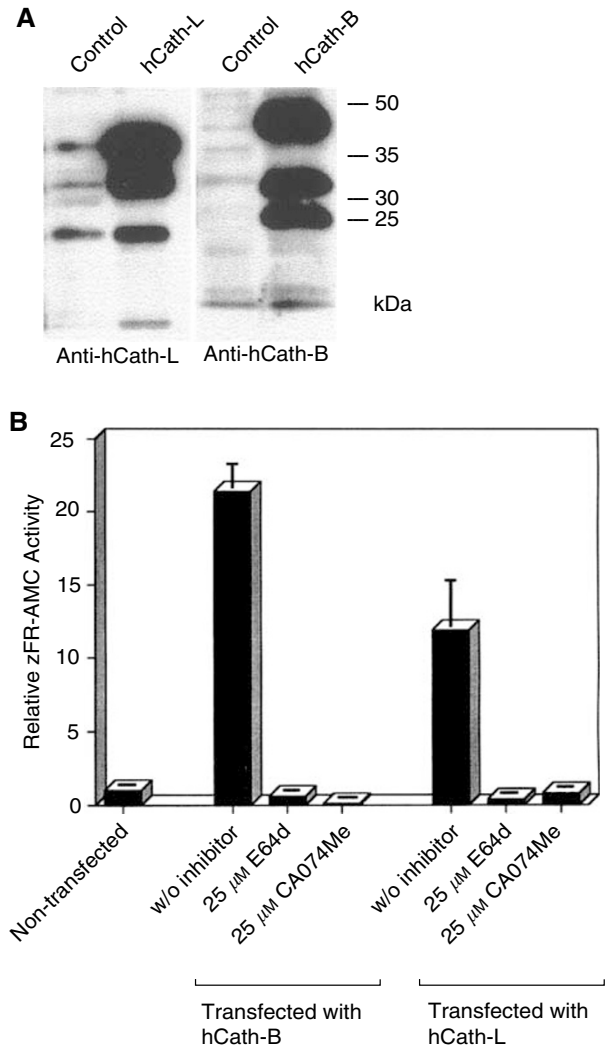 A
Control
hCath-L
Control
hCath-B
50
35
30
25
kDa
Anti-hCath-L
Anti-hCath-B
B
Relative zFR-AMC Activity
25
20
15
10
5
0
Non-transfected
w/o inhibitor
25 µM E64d
25 µM CA074Me
w/o inhibitor
25 µM E64d
25 µM CA074Me
Transfected with
hCath-B
Transfected with
hCath-L